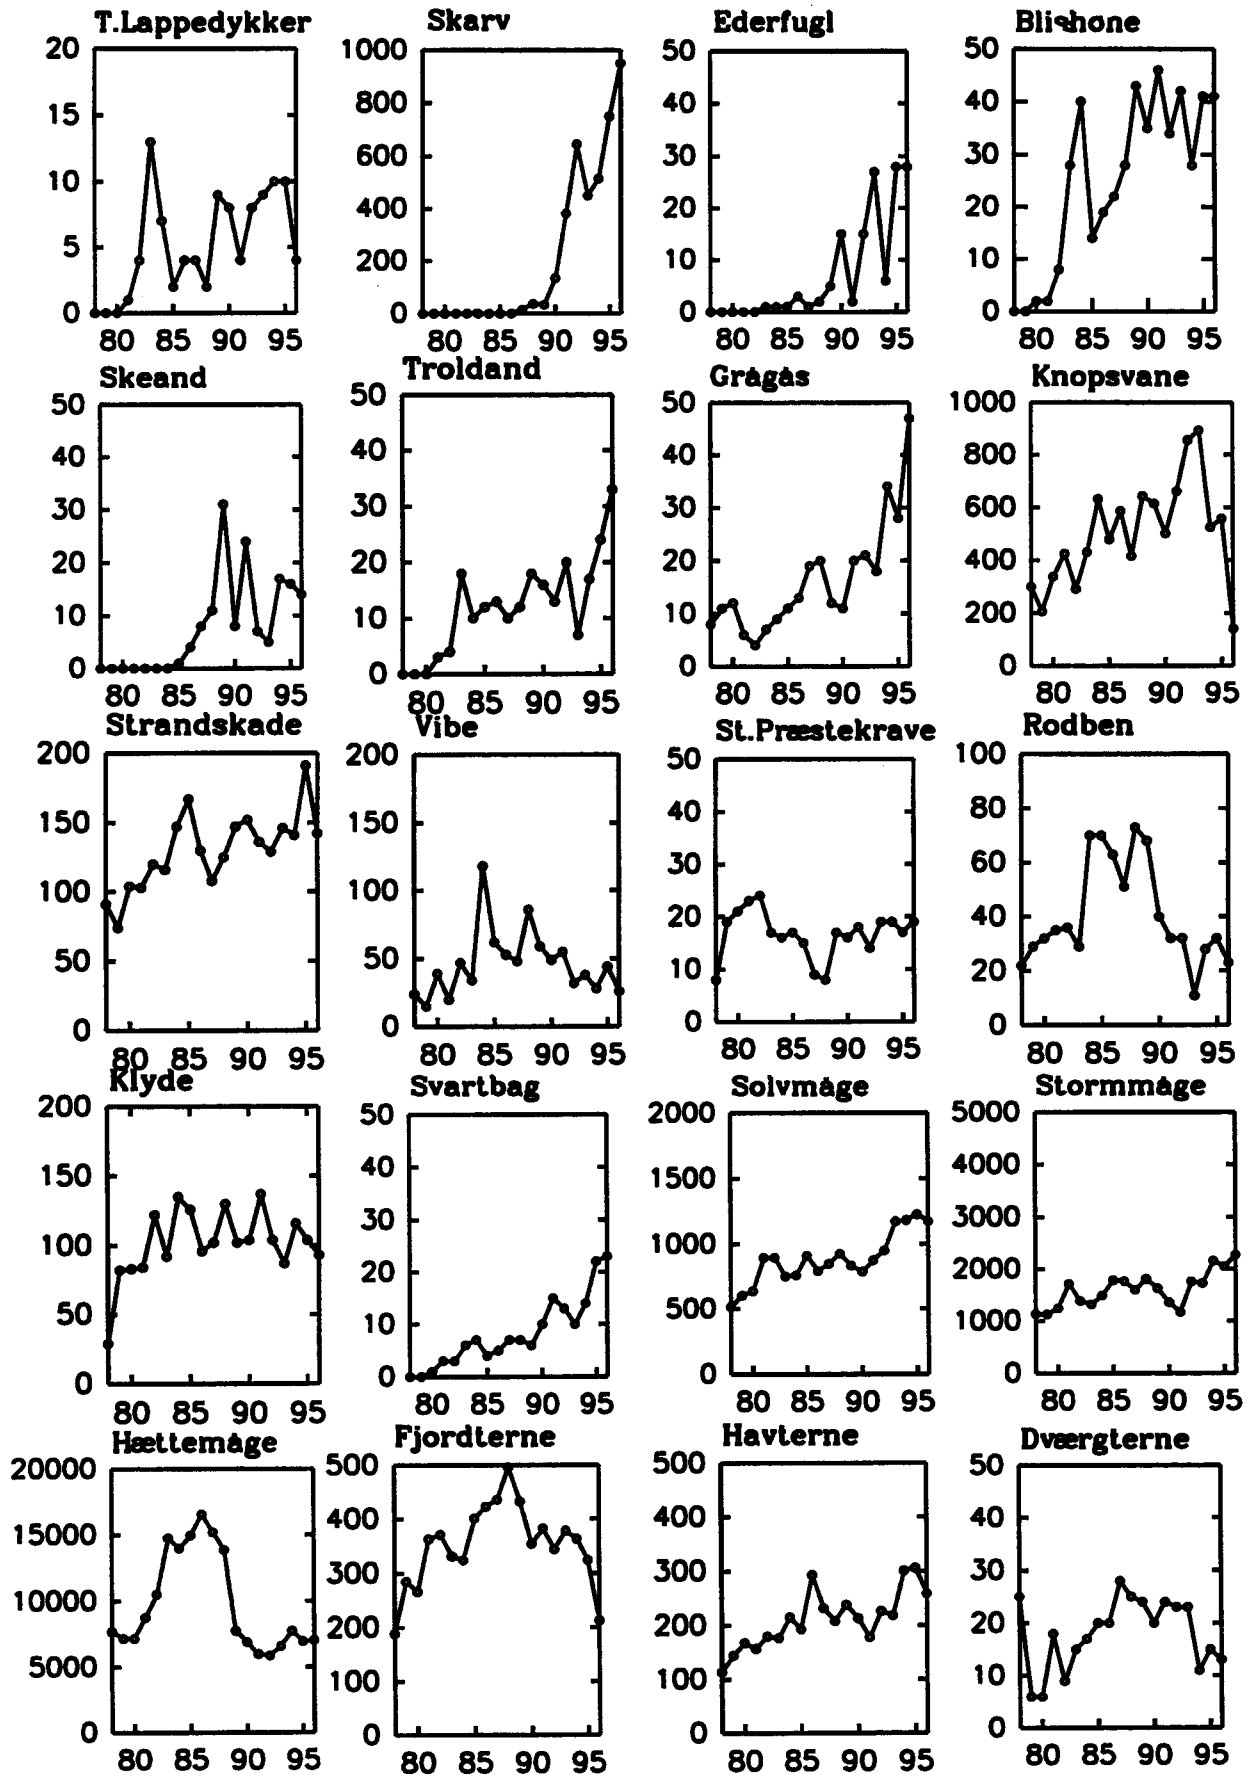 T.Lappedykker Skarv Ederfugl
20 1000 50 50
15 800 40 40
10 600 30 30
5 400 20 20
0 200 10 10
0 0 0
80 85 90 95 80 85 90 95 80 85 90 95 80 85 90 95
Skeand Troldand Grågås Knopsvane
50 50 50 1000
40 40 40 800
30 30 30 600
20 20 20 400
10 10 10 200
0 0 0 0
80 85 90 95 80 85 90 95 80 85 90 95 80 85 90 95
Strandskade Vibe St.Præstekrave Rodben
200 200 50 100
150 150 40 80
100 100 30 60
50 50 20 40
0 0 10 20
0 0
80 85 90 95 80 85 90 95 80 85 90 95 80 85 90 95
Klyde Svartbag Solvmåge Stormmåge
200 50 2000 5000
150 40 1500 4000
100 30 1000 3000
50 20 500 2000
0 10 0 1000
0 0
80 85 90 95 80 85 90 95 80 85 90 95 80 85 90 95
Hættemåge Fjordterne Havterne Dværgterne
20000 500 500 50
15000 400 400 40
10000 300 300 30
5000 200 200 20
0 100 100 10
0 0 0
80 85 90 95 80 85 90 95 80 85 90 95 80 85 90 95